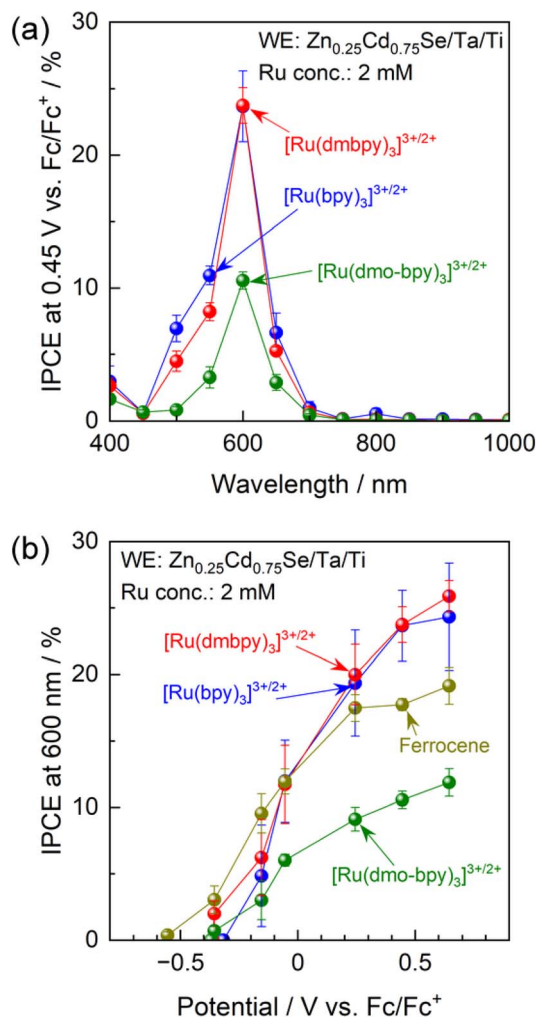 (a)
30
20
10
0
IPCE at 0.45 V vs. Fc/Fc⁺ / %
WE: Zn₀.₂₅Cd₀.₇₅Se/Ta/Ti
Ru conc.: 2 mM
[Ru(dmbpy)₃]³⁺/²⁺
[Ru(bpy)₃]³⁺/²⁺
[Ru(dmo-bpy)₃]³⁺/²⁺
400 600 800 1000
Wavelength / nm
(b)
30
20
10
0
IPCE at 600 nm / %
WE: Zn₀.₂₅Cd₀.₇₅Se/Ta/Ti
Ru conc.: 2 mM
[Ru(dmbpy)₃]³⁺/²⁺
[Ru(bpy)₃]³⁺/²⁺
Ferrocene
[Ru(dmo-bpy)₃]³⁺/²⁺
−0.5 0 0.5
Potential / V vs. Fc/Fc⁺